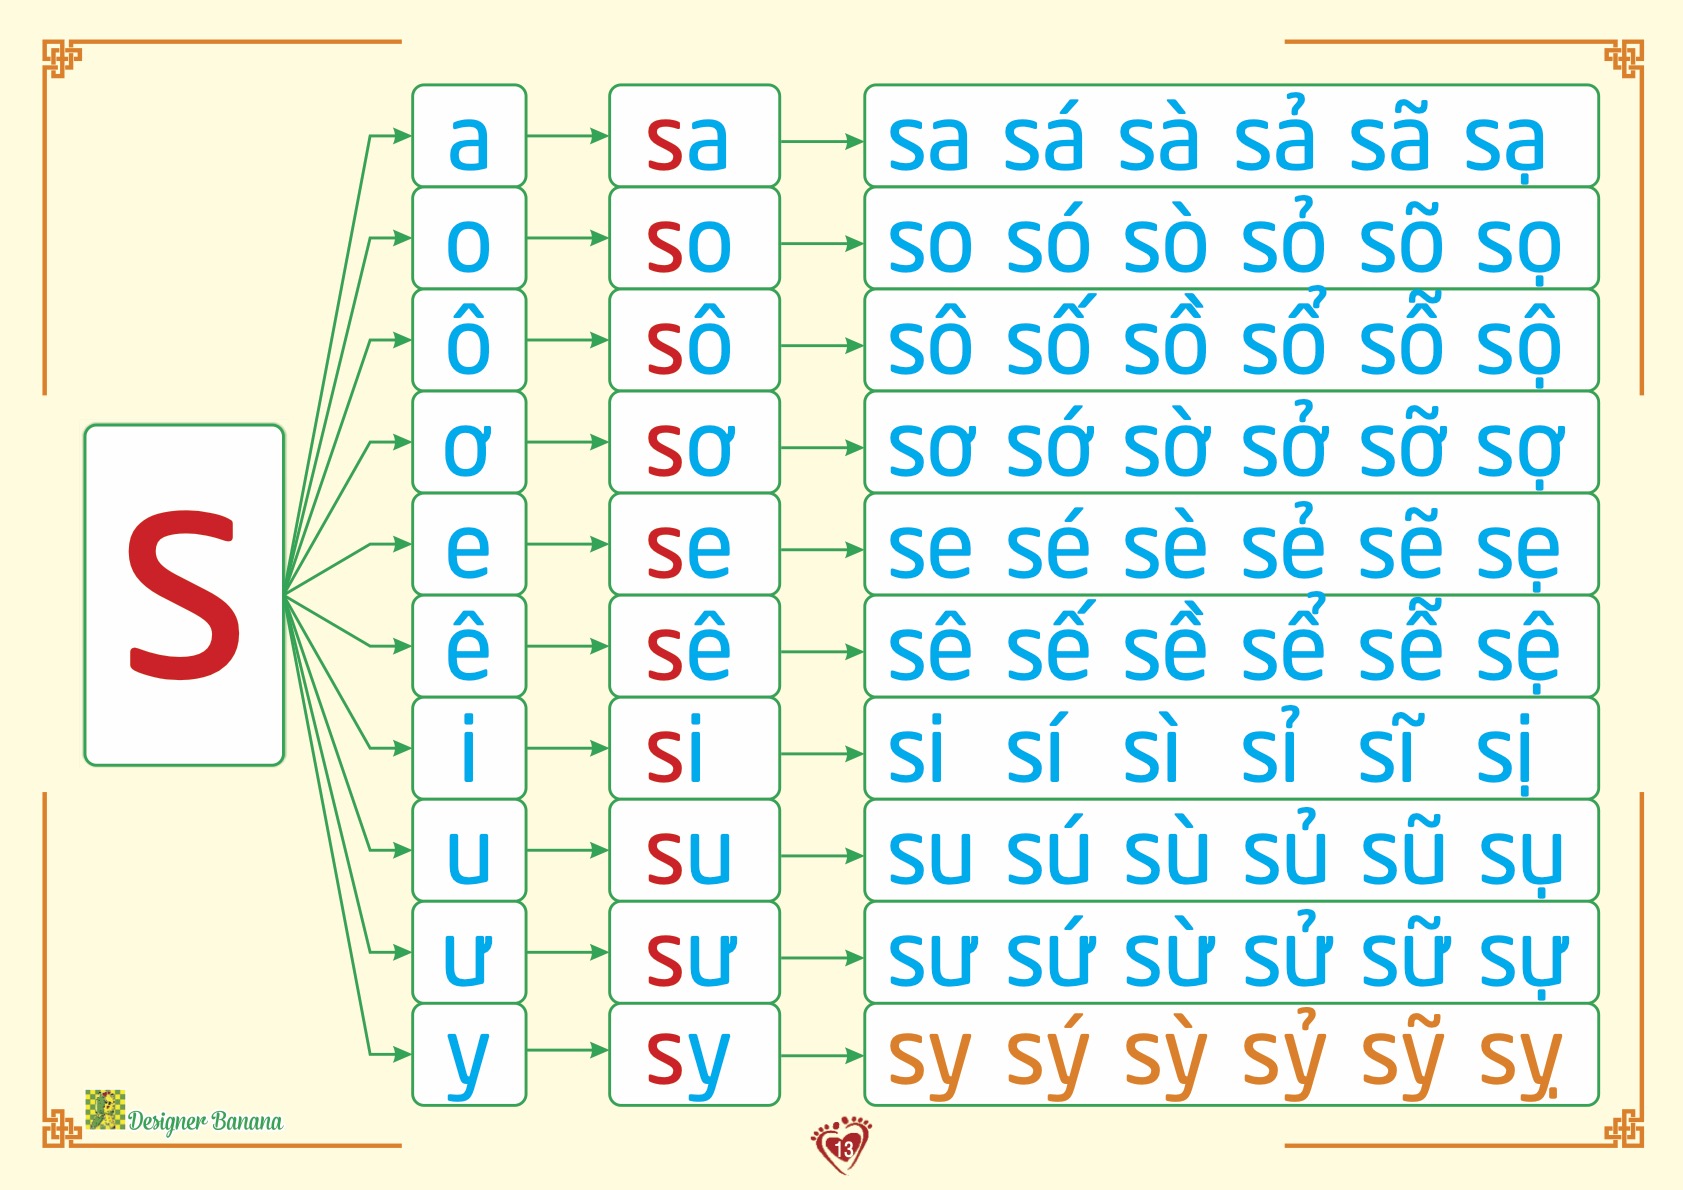 a sa sa sá sà sả sã sạ
o so so só sò sỏ sõ sọ
ô sô sô số sồ sổ sỗ sộ
ơ sơ sơ sớ sờ sở sỡ sợ
s
e se se sé sè sẻ sẽ sẹ
ê sê sê sế sề sể sễ sệ
i si si sí sì sỉ sĩ sị
u su su sú sù sủ sũ sụ
ư sư sư sứ sừ sử sữ sự
y sy sy sý sỳ sỷ sỹ sỵ
Designer Banana
13